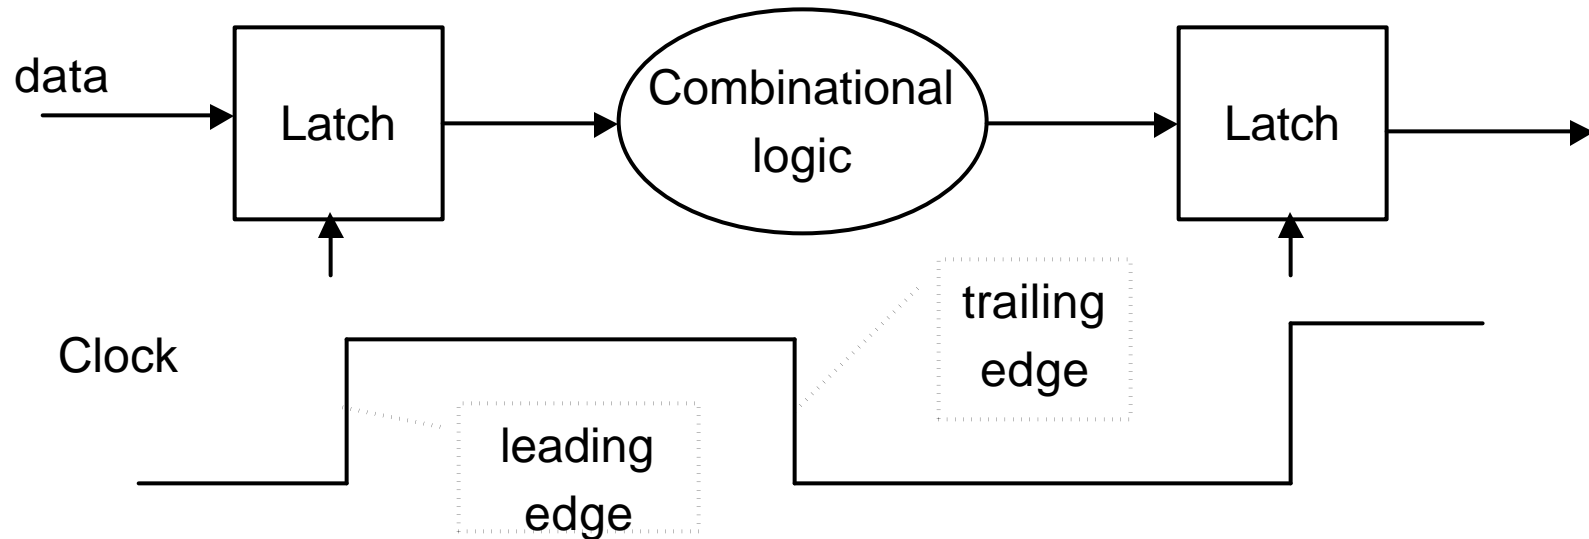 data
Latch
Combinational
logic
Latch
Clock
leading
edge
trailing
edge